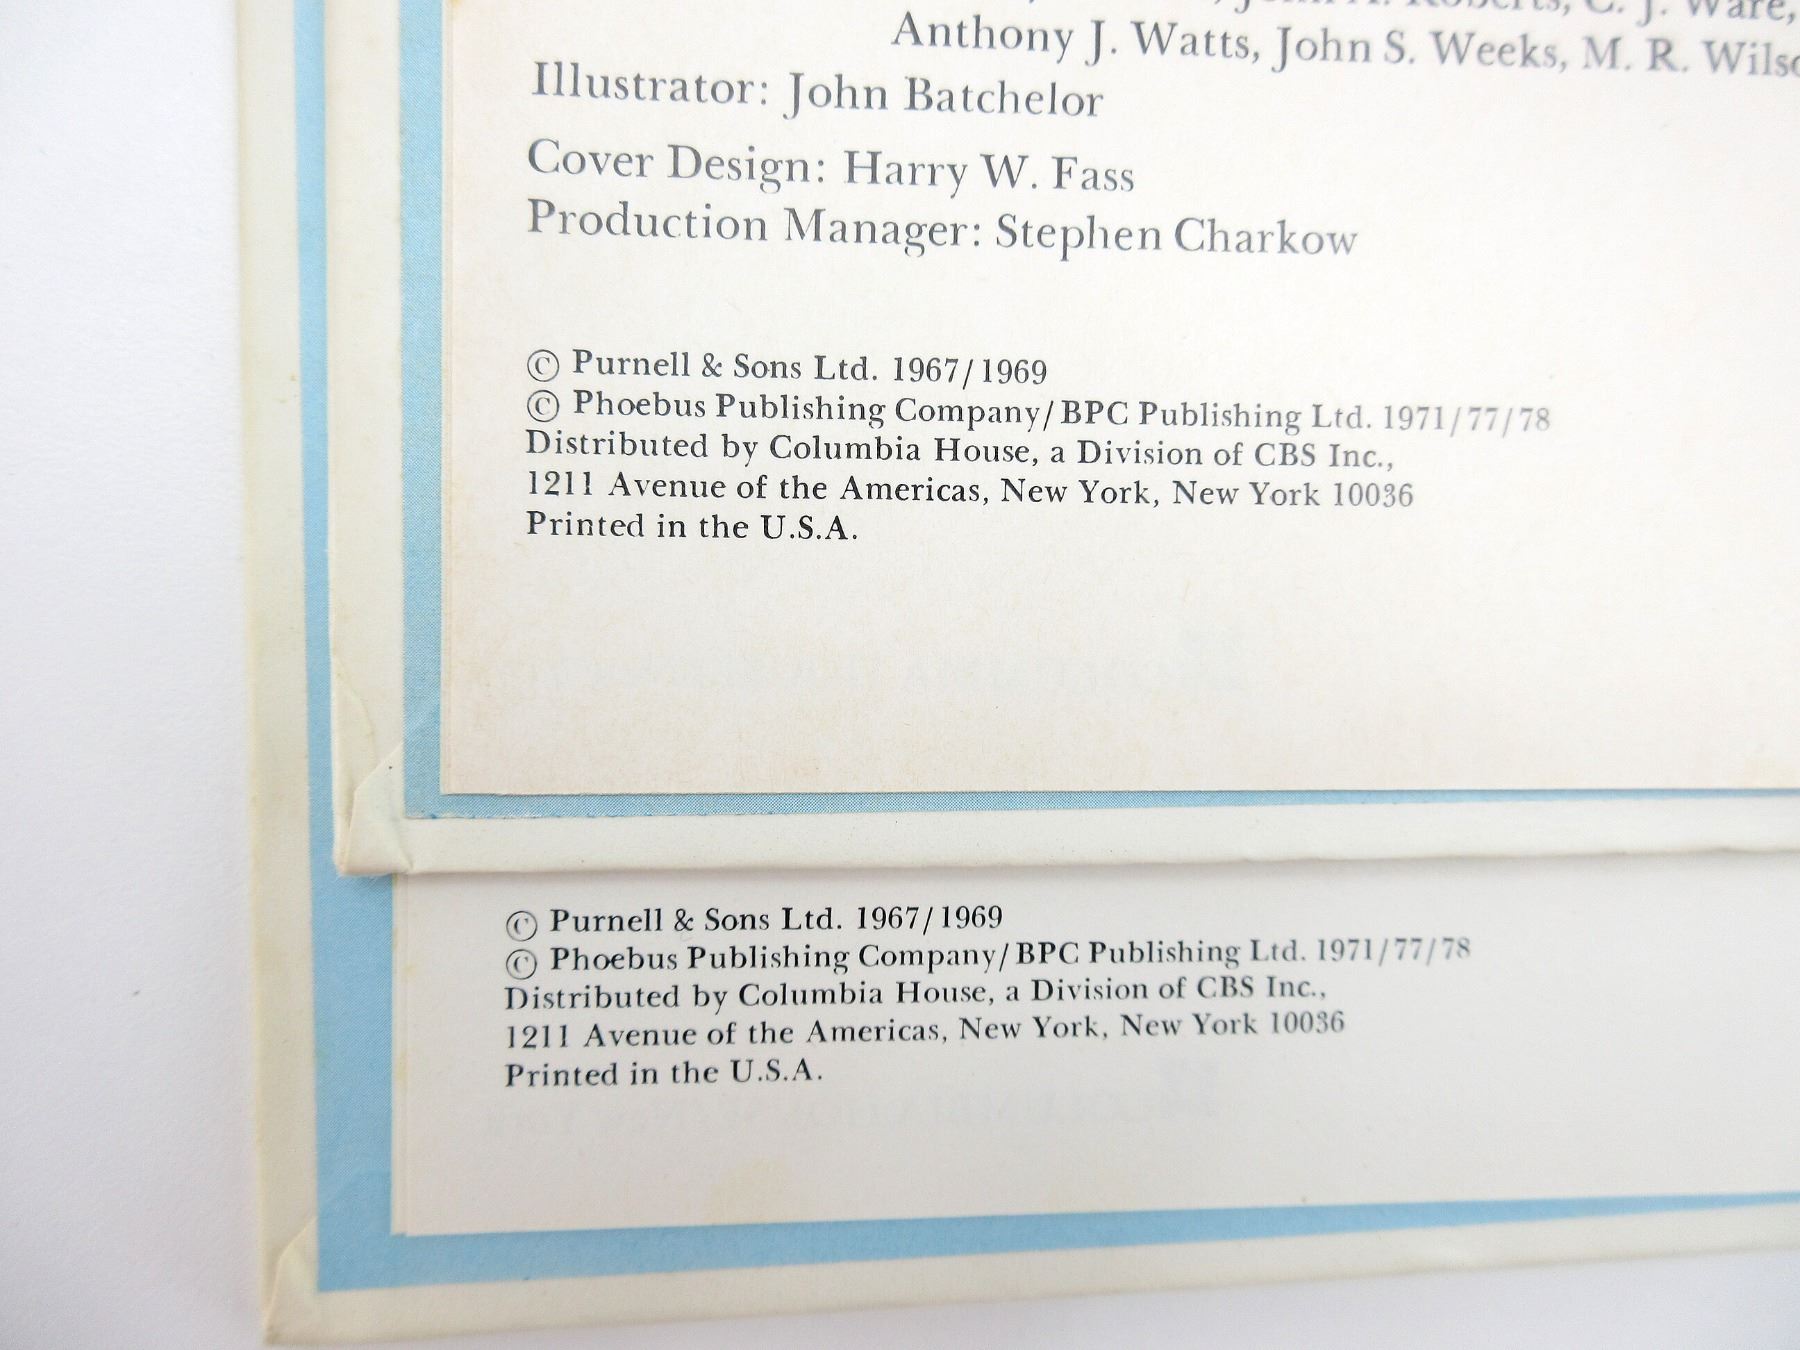 John A. Roberts, C. J. Ware,
Anthony J. Watts, John S. Weeks, M. R.
Illustrator: John Batchelor
Cover Design: Harry W. Fass
Production Manager: Stephen Charkow
© Purnell & Sons Ltd. 1967/1969
© Phoebus Publishing Company/BPC Publishing Ltd. 1971/77/78
Distributed by Columbia House, a Division of CBS Inc.,
1211 Avenue of the Americas, New York, New York 10036
Printed in the U.S.A.
© Purnell & Sons Ltd. 1967/1969
© Phoebus Publishing Company/BPC Publishing Ltd. 1971/77/78
Distributed by Columbia House, a Division of CBS Inc.,
1211 Avenue of the Americas, New York, New York 10036
Printed in the U.S.A.